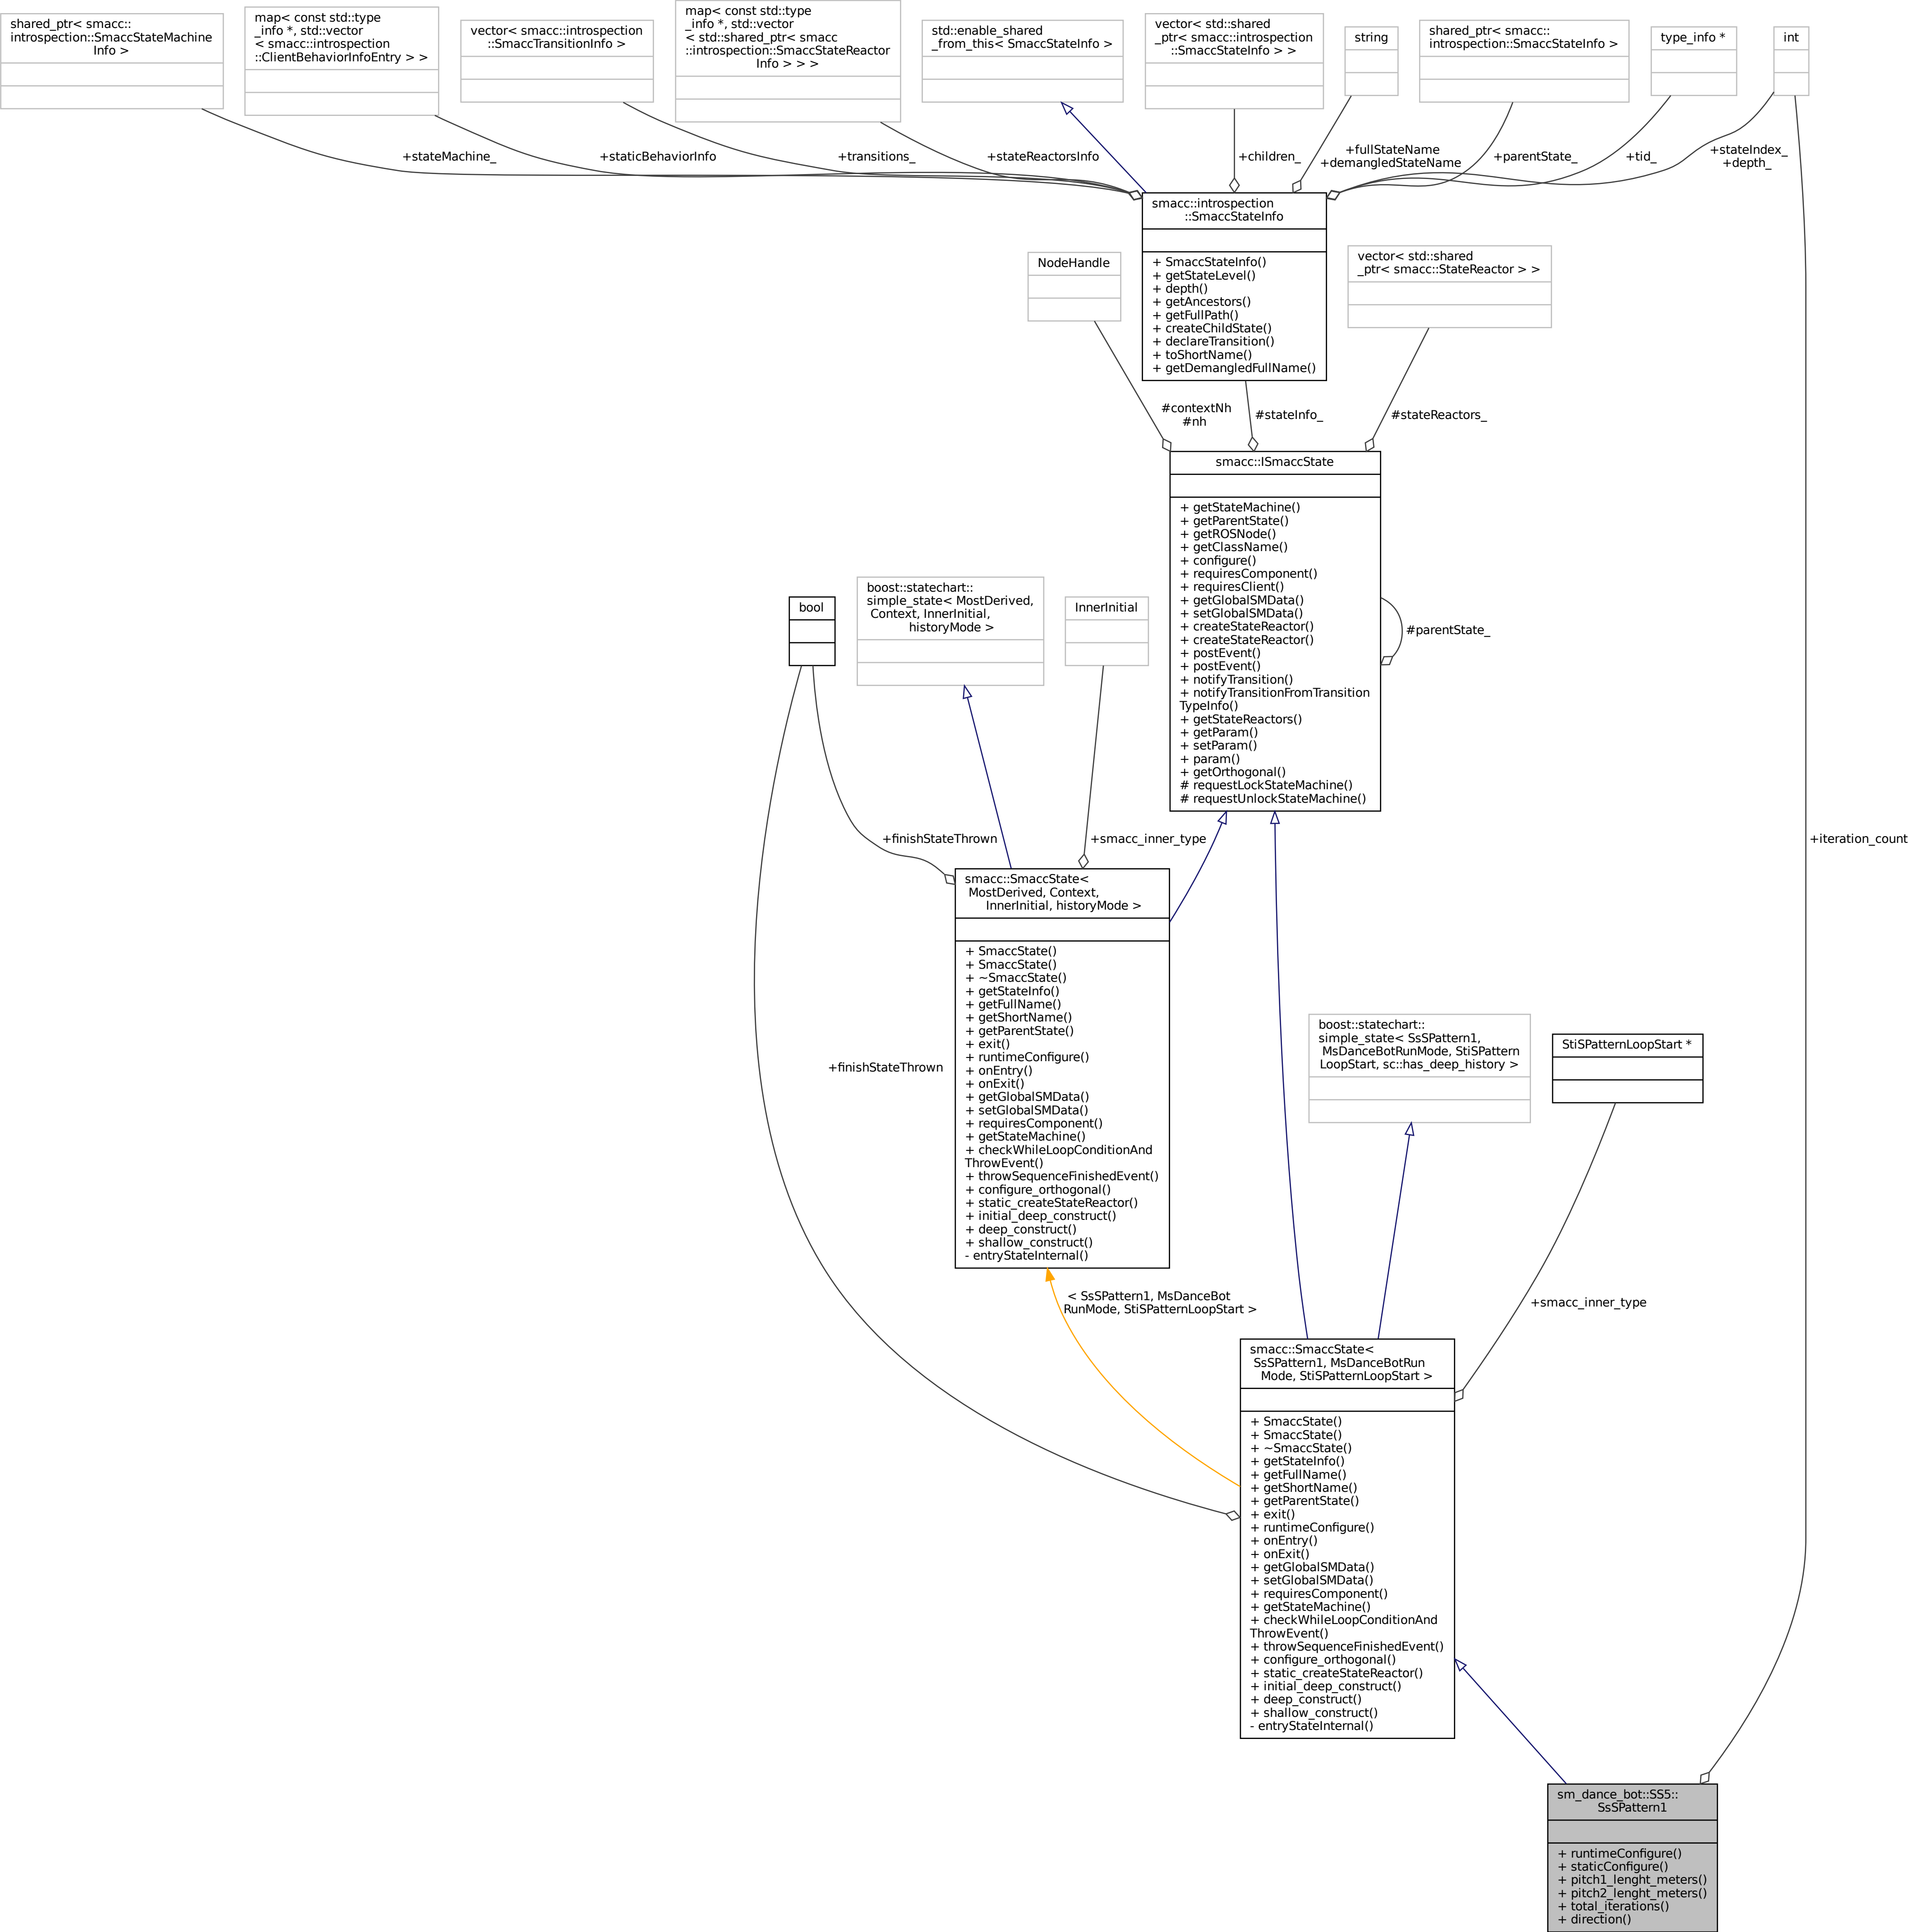 shared_ptr< smacc::
introspection::SmaccStateMachine
Info >
map< const std::type
_info *, std::vector
< smacc::introspection
::ClientBehaviorInfoEntry > >
vector< smacc::introspection
::SmaccTransitionInfo >
map< const std::type
_info *, std::vector
< std::shared_ptr< smacc
::introspection::SmaccStateReactor
Info > > >
std::enable_shared
_from_this< SmaccStateInfo >
vector< std::shared
_ptr< smacc::introspection
::SmaccStateInfo > >
string
shared_ptr< smacc::
introspection::SmaccStateInfo >
type_info *
int
+stateMachine_
+staticBehaviorInfo
+transitions_
+stateReactorsInfo
+children_
+fullStateName
+demangledStateName
+parentState_
+tid_
+stateIndex_
+depth_
smacc::introspection
::SmaccStateInfo
+ SmaccStateInfo()
+ getStateLevel()
+ depth()
+ getAncestors()
+ getFullPath()
+ createChildState()
+ declareTransition()
+ toShortName()
+ getDemangledFullName()
NodeHandle
vector< std::shared
_ptr< smacc::StateReactor > >
#contextNh
#nh
#stateInfo_
#stateReactors_
smacc::ISmaccState
+ getStateMachine()
+ getParentState()
+ getROSNode()
+ getClassName()
+ configure()
+ requiresComponent()
+ requiresClient()
+ getGlobalSMData()
+ setGlobalSMData()
+ createStateReactor()
+ createStateReactor()
+ postEvent()
+ postEvent()
+ notifyTransition()
+ notifyTransitionFromTransition
TypeInfo()
+ getStateReactors()
+ getParam()
+ setParam()
+ param()
+ getOrthogonal()
# requestLockStateMachine()
# requestUnlockStateMachine()
#parentState_
bool
boost::statechart::
simple_state< MostDerived,
Context, InnerInitial,
historyMode >
InnerInitial
+finishStateThrown
+smacc_inner_type
+iteration_count
smacc::SmaccState<
MostDerived, Context,
InnerInitial, historyMode >
+ SmaccState()
+ SmaccState()
+ ~SmaccState()
+ getStateInfo()
+ getFullName()
+ getShortName()
+ getParentState()
+ exit()
+ runtimeConfigure()
+ onEntry()
+ onExit()
+ getGlobalSMData()
+ setGlobalSMData()
+ requiresComponent()
+ getStateMachine()
+ checkWhileLoopConditionAnd
ThrowEvent()
+ throwSequenceFinishedEvent()
+ configure_orthogonal()
+ static_createStateReactor()
+ initial_deep_construct()
+ deep_construct()
+ shallow_construct()
- entryStateInternal()
+finishStateThrown
boost::statechart::
simple_state< SsSPattern1,
MsDanceBotRunMode, StiSPattern
LoopStart, sc::has_deep_history >
StiSPatternLoopStart *
< SsSPattern1, MsDanceBot
RunMode, StiSPatternLoopStart >
+smacc_inner_type
smacc::SmaccState<
SsSPattern1, MsDanceBotRun
Mode, StiSPatternLoopStart >
+ SmaccState()
+ SmaccState()
+ ~SmaccState()
+ getStateInfo()
+ getFullName()
+ getShortName()
+ getParentState()
+ exit()
+ runtimeConfigure()
+ onEntry()
+ onExit()
+ getGlobalSMData()
+ setGlobalSMData()
+ requiresComponent()
+ getStateMachine()
+ checkWhileLoopConditionAnd
ThrowEvent()
+ throwSequenceFinishedEvent()
+ configure_orthogonal()
+ static_createStateReactor()
+ initial_deep_construct()
+ deep_construct()
+ shallow_construct()
- entryStateInternal()
sm_dance_bot::SS5::
SsSPattern1
+ runtimeConfigure()
+ staticConfigure()
+ pitch1_lenght_meters()
+ pitch2_lenght_meters()
+ total_iterations()
+ direction()